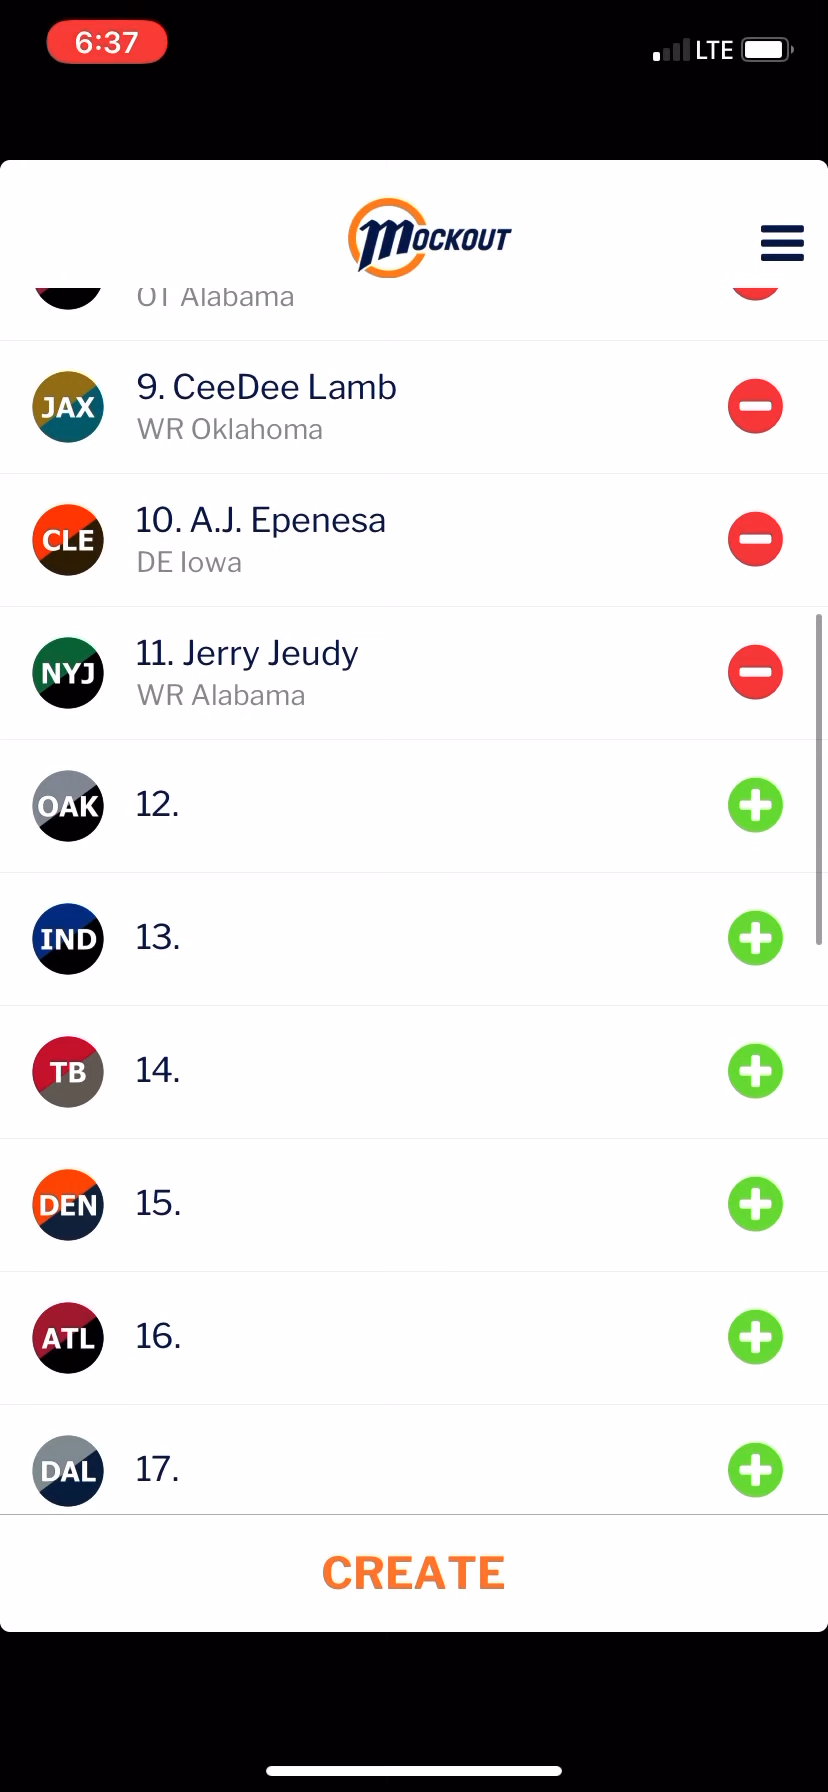 6:37
LTE
MOCKOUT
OT Alabama
JAX
9. CeeDee Lamb
WR Oklahoma
CLE
10. A.J. Epenesa
DE Iowa
NYJ
11. Jerry Jeudy
WR Alabama
OAK
12.
IND
13.
TB
14.
DEN
15.
ATL
16.
DAL
17.
CREATE